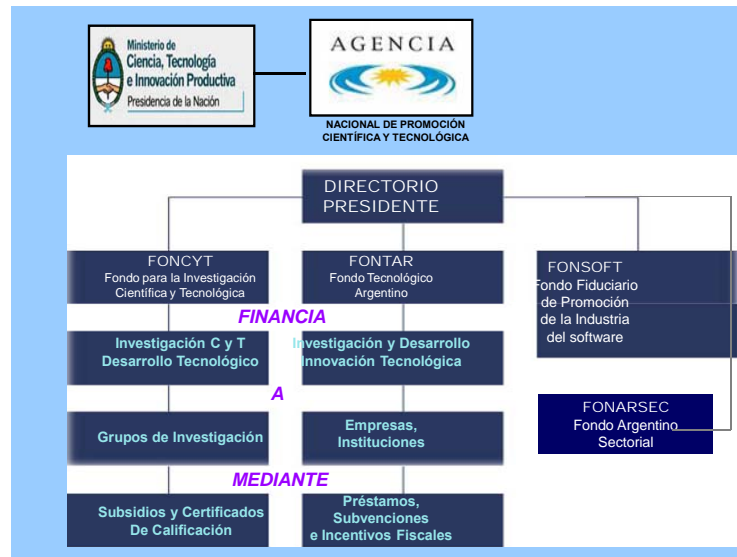 Ministerio de
Ciencia, Tecnología
e Innovación Productiva
Presidencia de la Nación
AGENCIA
NACIONAL DE PROMOCIÓN
CIENTÍFICA Y TECNOLÓGICA
DIRECTORIO
PRESIDENTE
FONCYT
Fondo para la Investigación
Científica y Tecnológica
FONTAR
Fondo Tecnológico
Argentino
FONSOFT
Fondo Fiduciario
de Promoción
de la Industria
del software
FINANCIA
Investigación C y T
Desarrollo Tecnológico
Investigación y Desarrollo
Innovación Tecnológica
A
FONARSEC
Fondo Argentino
Sectorial
Grupos de Investigación
Empresas,
Instituciones
MEDIANTE
Subsidios y Certificados
De Calificación
Préstamos,
Subvenciones
e Incentivos Fiscales